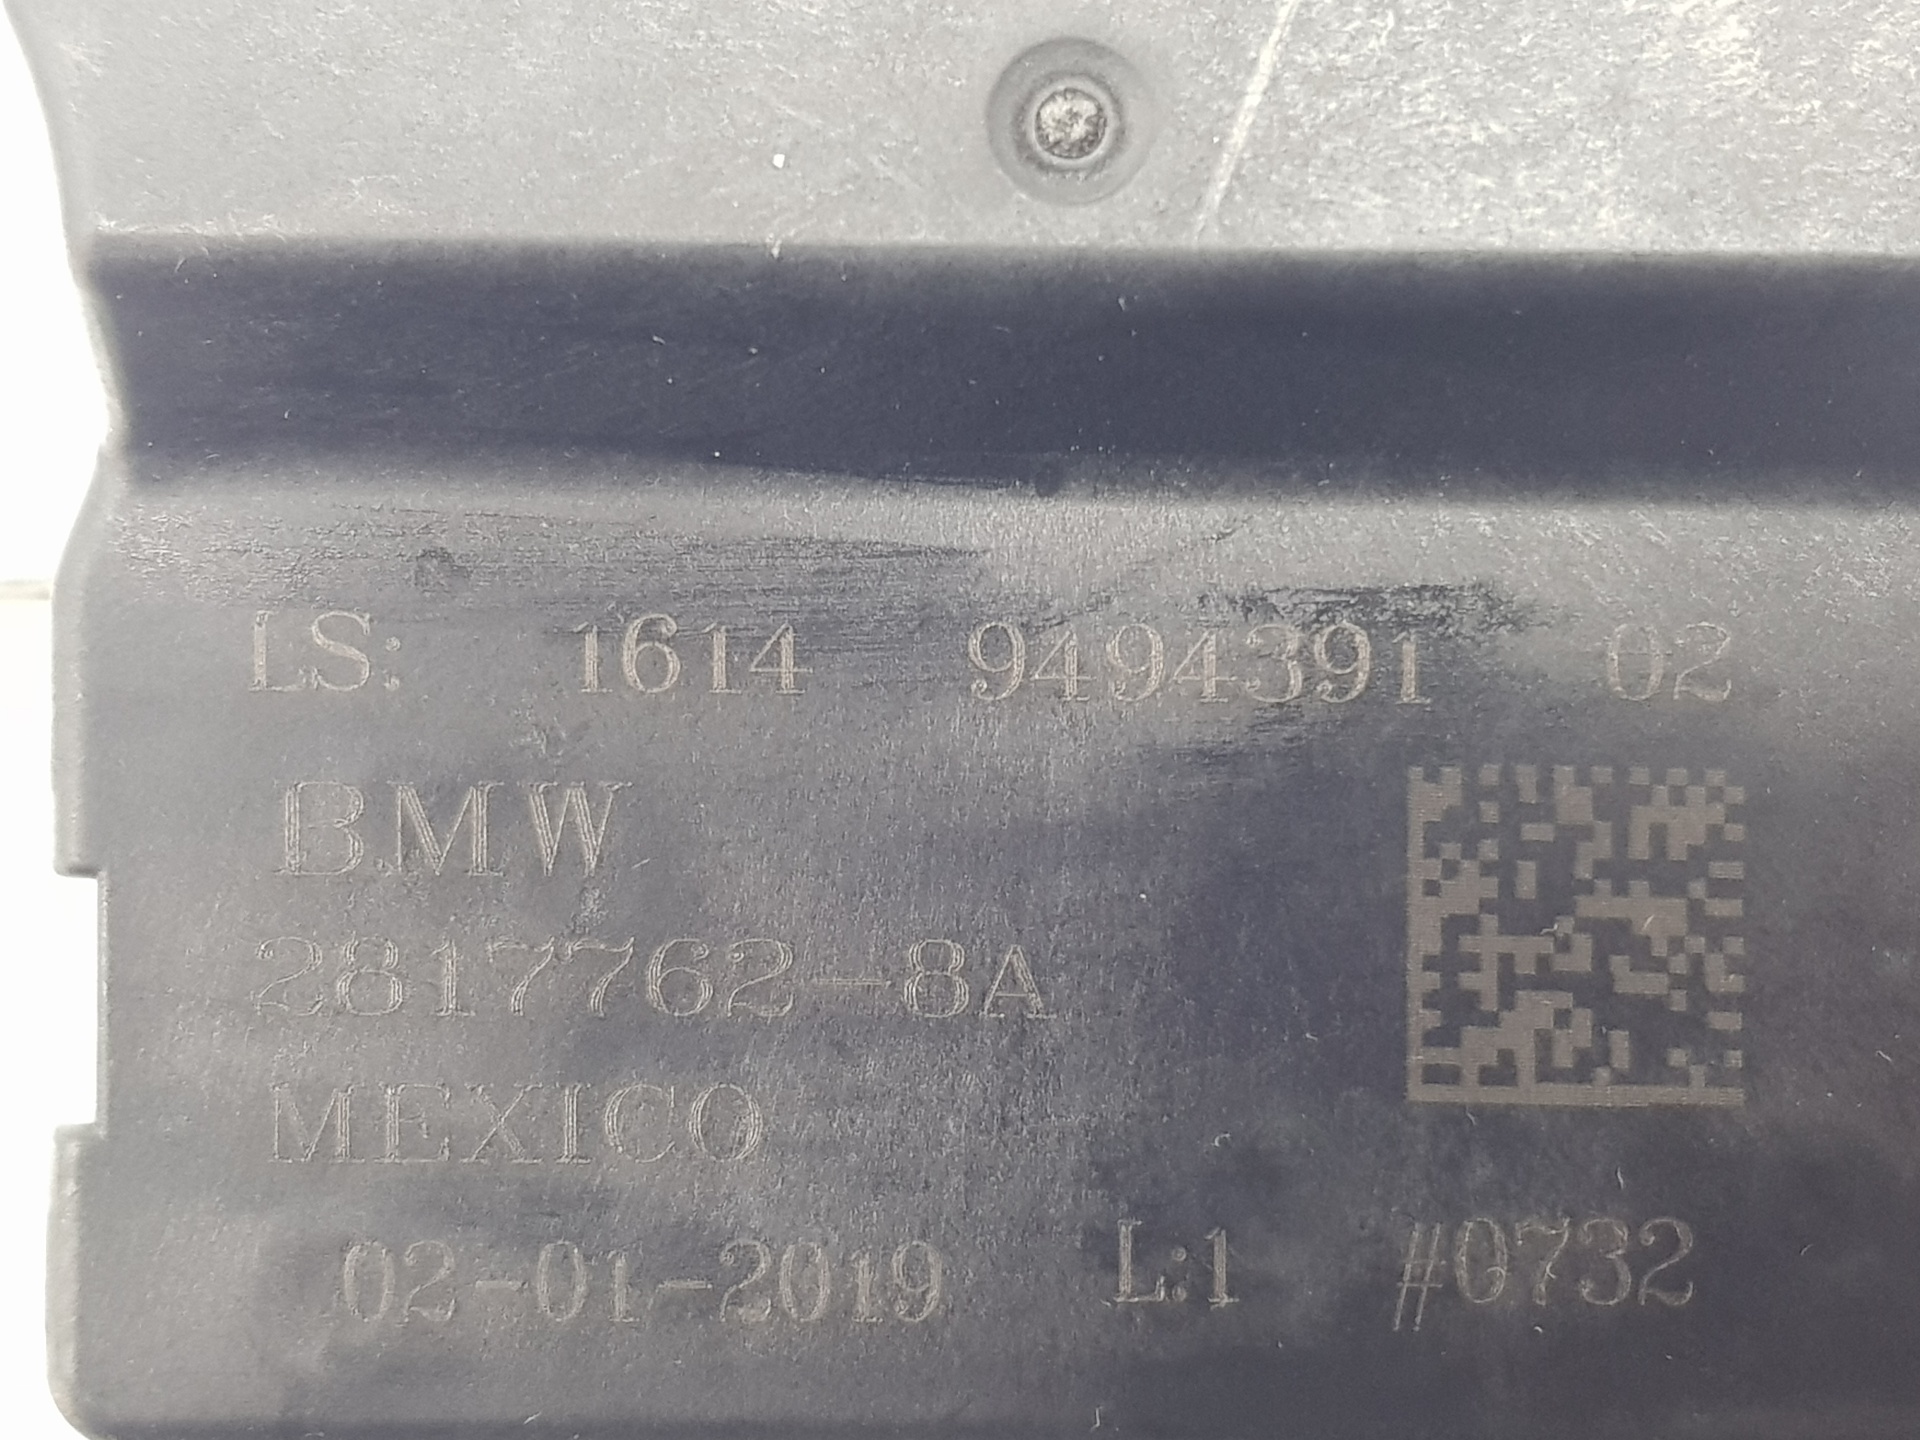 LS: 1614 9494391 02
BMW
2817762-8A
MEXICO
02-01-2019 L:1 #0732